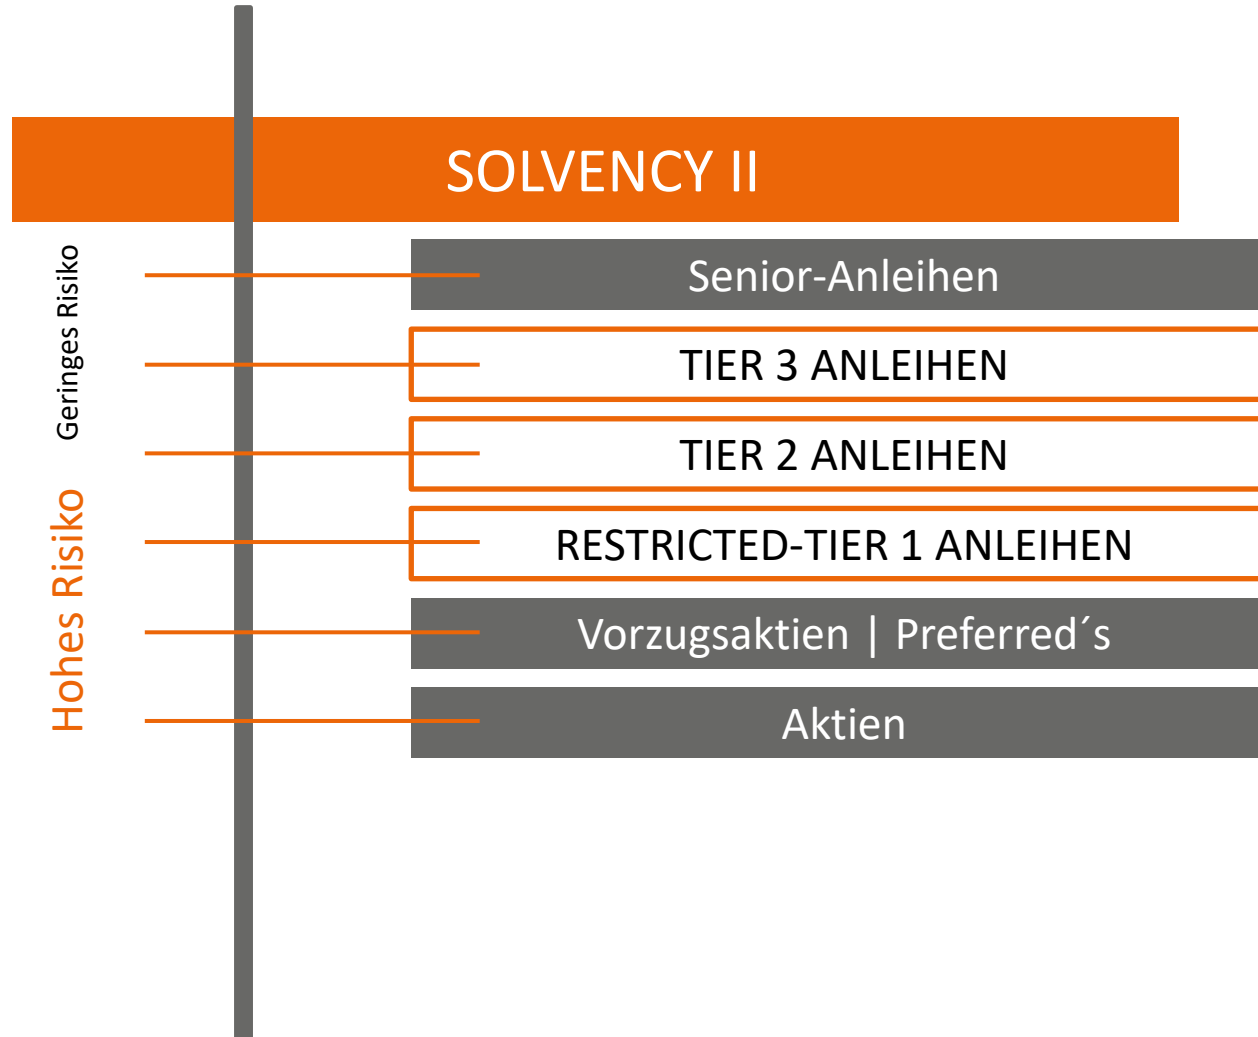 SOLVENCY II
Geringes Risiko
Senior-Anleihen
TIER 3 ANLEIHEN
TIER 2 ANLEIHEN
Hohes Risiko
RESTRICTED-TIER 1 ANLEIHEN
Vorzugsaktien | Preferred´s
Aktien